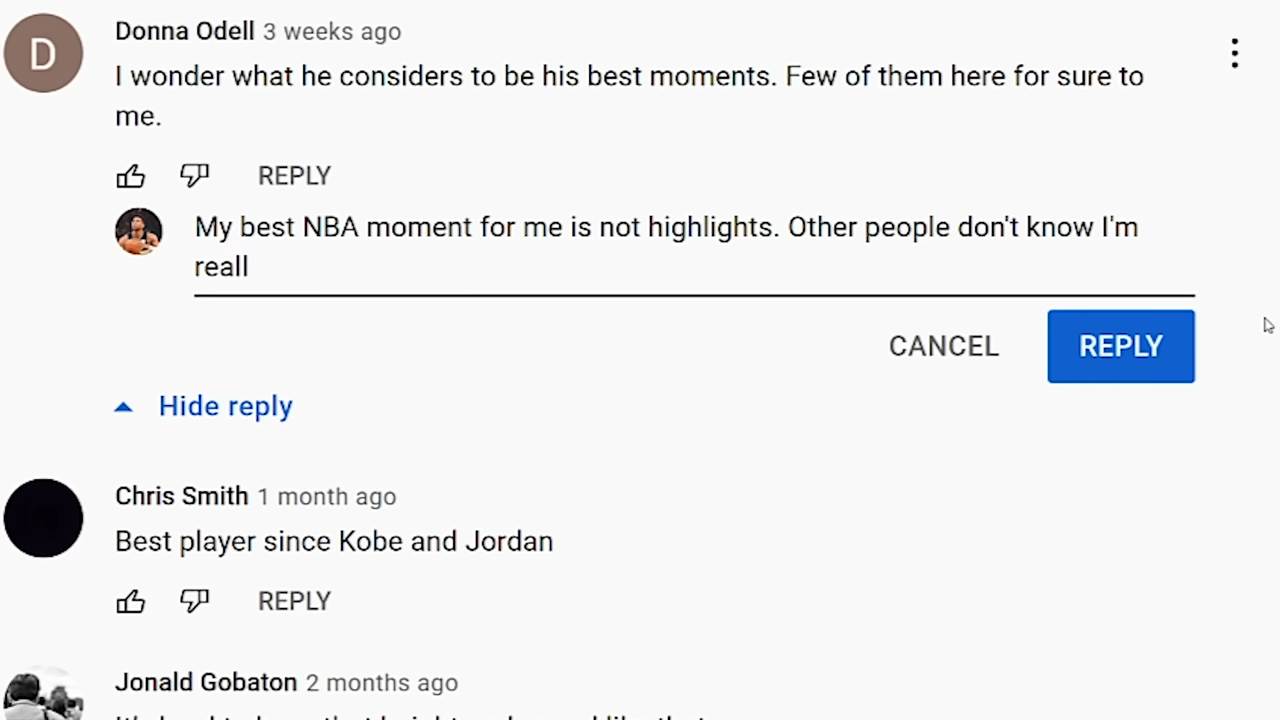 D
Donna Odell 3 weeks ago
I wonder what he considers to be his best moments. Few of them here for sure to
me.
REPLY
My best NBA moment for me is not highlights. Other people don't know I'm
reall
CANCEL
REPLY
Hide reply
Chris Smith 1 month ago
Best player since Kobe and Jordan
REPLY
Jonald Gobaton 2 months ago